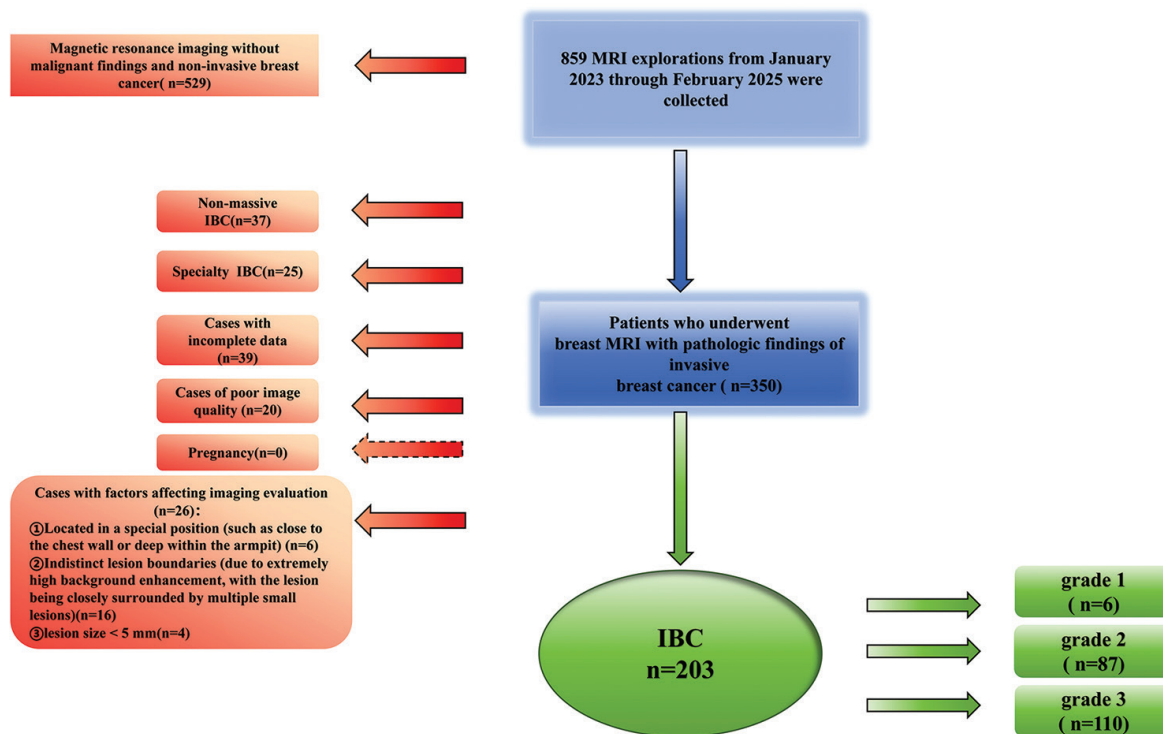 Magnetic resonance imaging without
malignant findings and non-invasive breast
cancer( n=529)
859 MRI explorations from January
2023 through February 2025 were
collected
Non-massive
IBC(n=37)
Specialty IBC(n=25)
Cases with
incomplete data
(n=39)
Cases of poor image
quality (n=20)
Pregnancy(n=0)
Cases with factors affecting imaging evaluation
(n=26):
①Located in a special position (such as close to
the chest wall or deep within the armpit) (n=6)
②Indistinct lesion boundaries (due to extremely
high background enhancement, with the lesion
being closely surrounded by multiple small
lesions)(n=16)
③lesion size < 5 mm(n=4)
Patients who underwent
breast MRI with pathologic findings of
invasive
breast cancer ( n=350)
IBC
n=203
grade 1
( n=6)
grade 2
( n=87)
grade 3
( n=110)